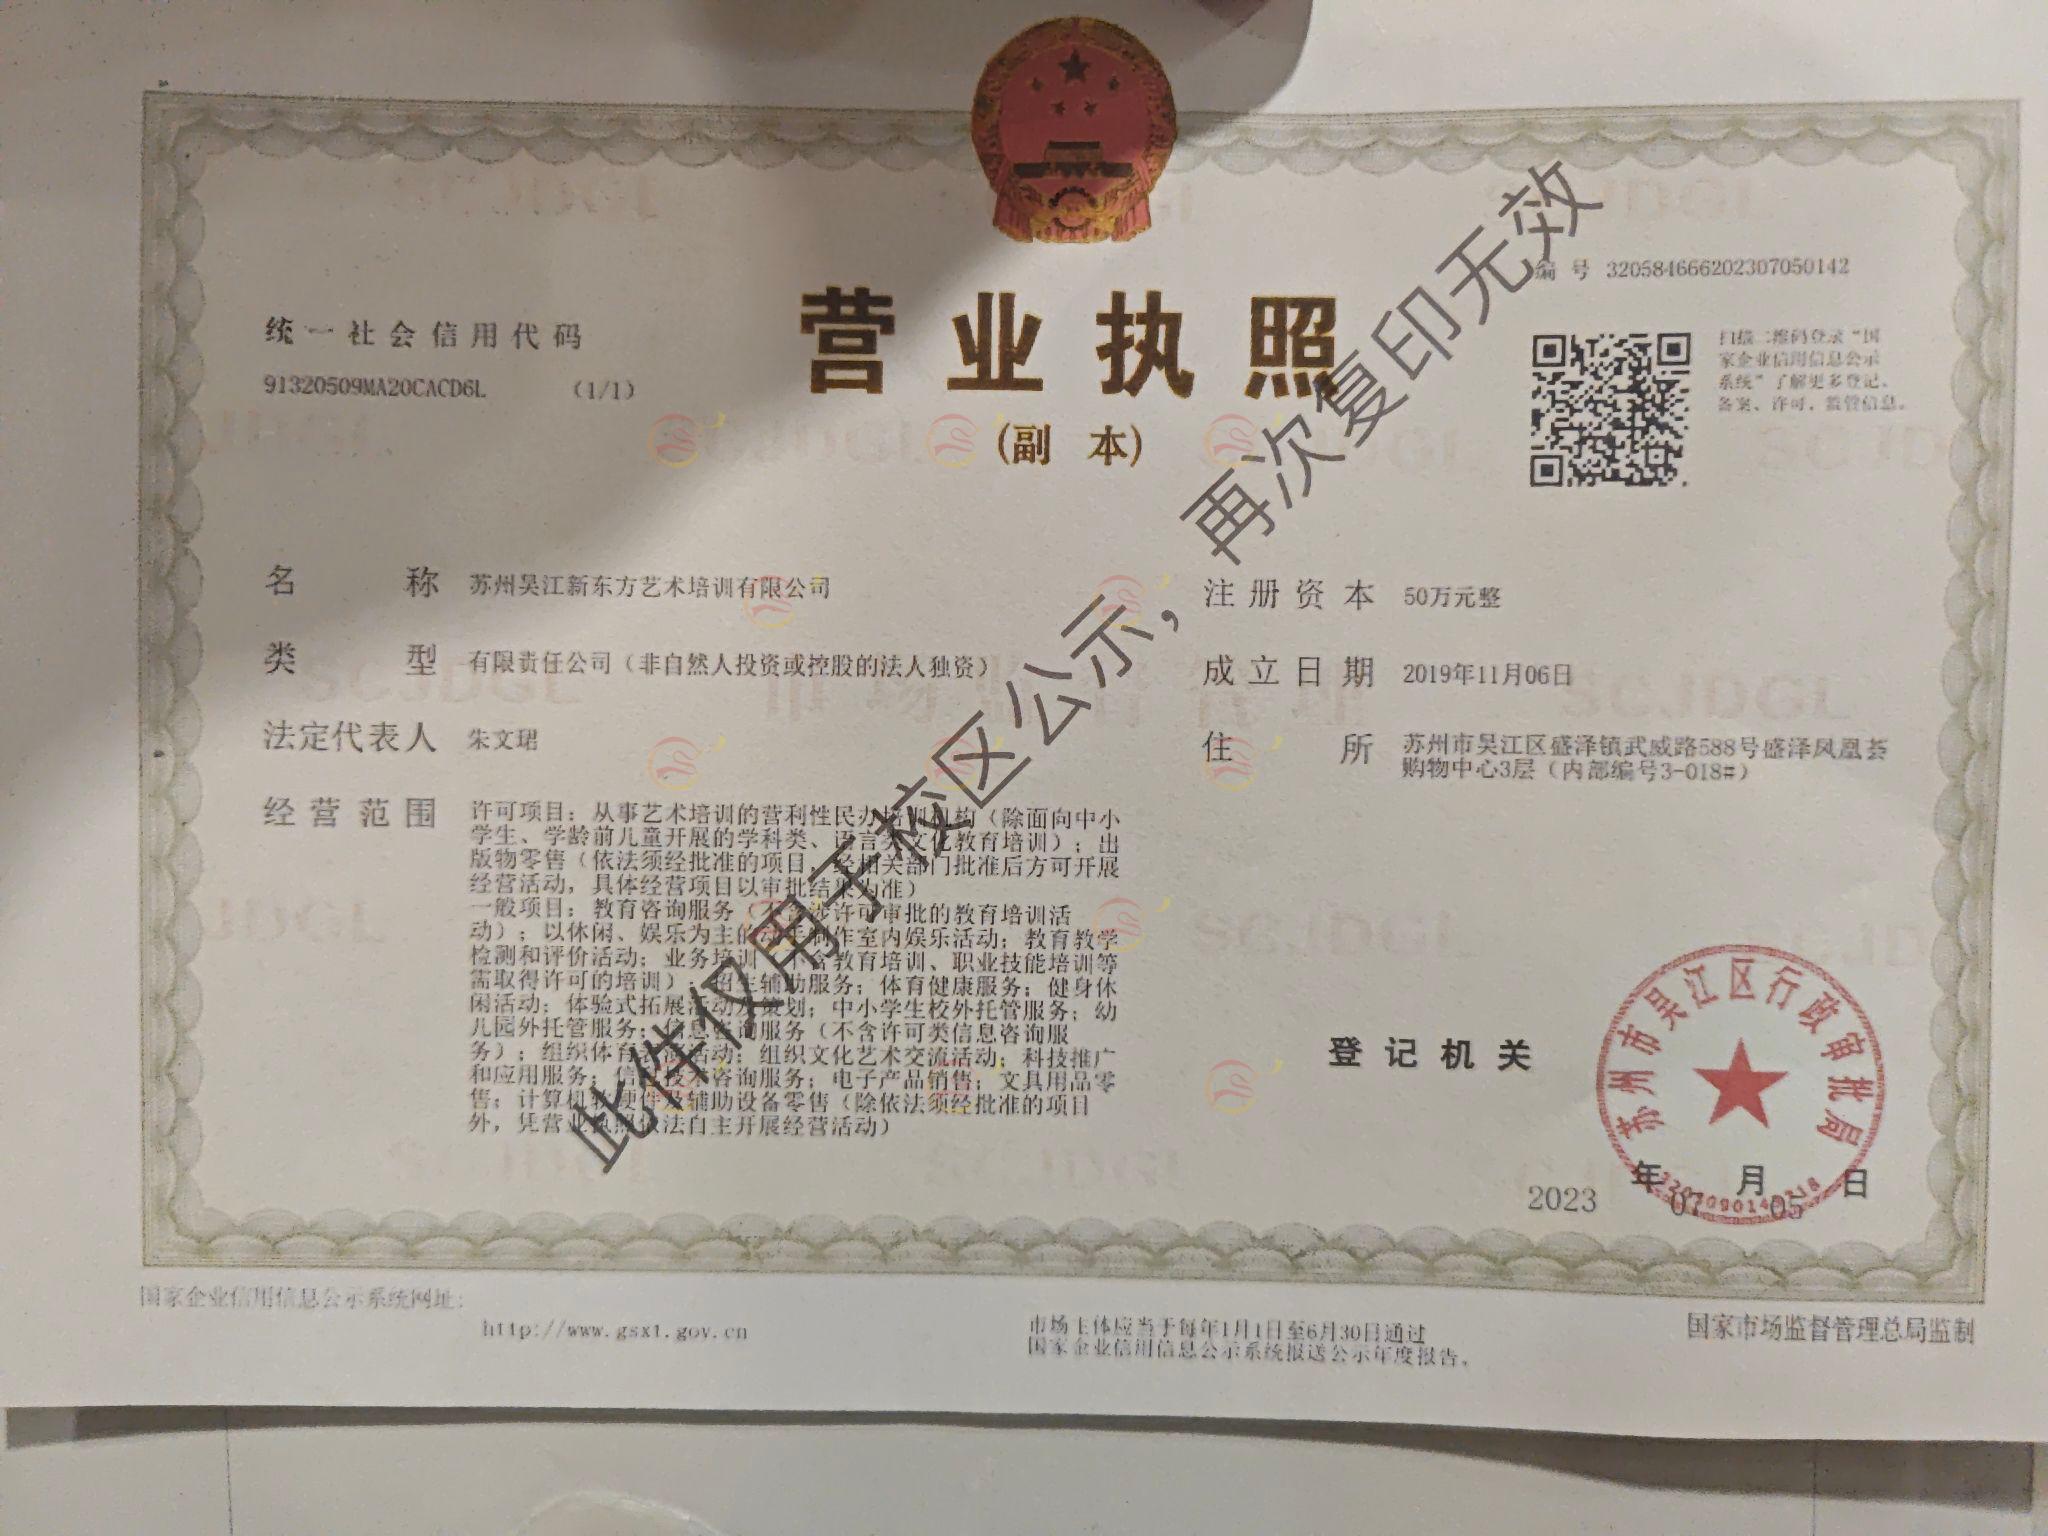 编 号 320584666202307050142
统一社会信用代码
91320509MA20CACD6L (1/1)
营业执照
(副 本)
扫描二维码登录“国
家企业信用信息公示
系统”了解更多登记、
备案、许可、监管信息。
名 称 苏州吴江新东方艺术培训有限公司
类 型 有限责任公司（非自然人投资或控股的法人独资）
法定代表人 朱文珺
经营范围 许可项目：从事艺术培训的营利性民办培训机构（除面向中小
学生、学龄前儿童开展的学科类、语言类文化教育培训）；出
版物零售（依法须经批准的项目，经相关部门批准后方可开展
经营活动，具体经营项目以审批结果为准）
一般项目：教育咨询服务（不含涉许可审批的教育培训活
动）；以休闲、娱乐为主的动手制作室内娱乐活动；教育教学
检测和评价活动；业务培训（不含教育培训、职业技能培训等
需取得许可的培训）；招生辅助服务；体育健康服务；健身休
闲活动；体验式拓展活动及策划；中小学生校外托管服务；幼
儿园外托管服务；信息咨询服务（不含许可类信息咨询服
务）；组织体育表演活动；组织文化艺术交流活动；科技推广
和应用服务；信息技术咨询服务；电子产品销售；文具用品零
售；计算机软硬件及辅助设备零售（除依法须经批准的项目
外，凭营业执照依法自主开展经营活动）
注册资本 50万元整
成立日期 2019年11月06日
住 所 苏州市吴江区盛泽镇武威路588号盛泽凤凰荟
购物中心3层（内部编号3-018#）
此件仅用于校区公示，再次复印无效
登记机关
苏州市吴江区行政审批局
2023 年 07 月 05 日
国家企业信用信息公示系统网址：
http://www.gsxt.gov.cn
市场主体应当于每年1月1日至6月30日通过
国家企业信用信息公示系统报送公示年度报告。
国家市场监督管理总局监制